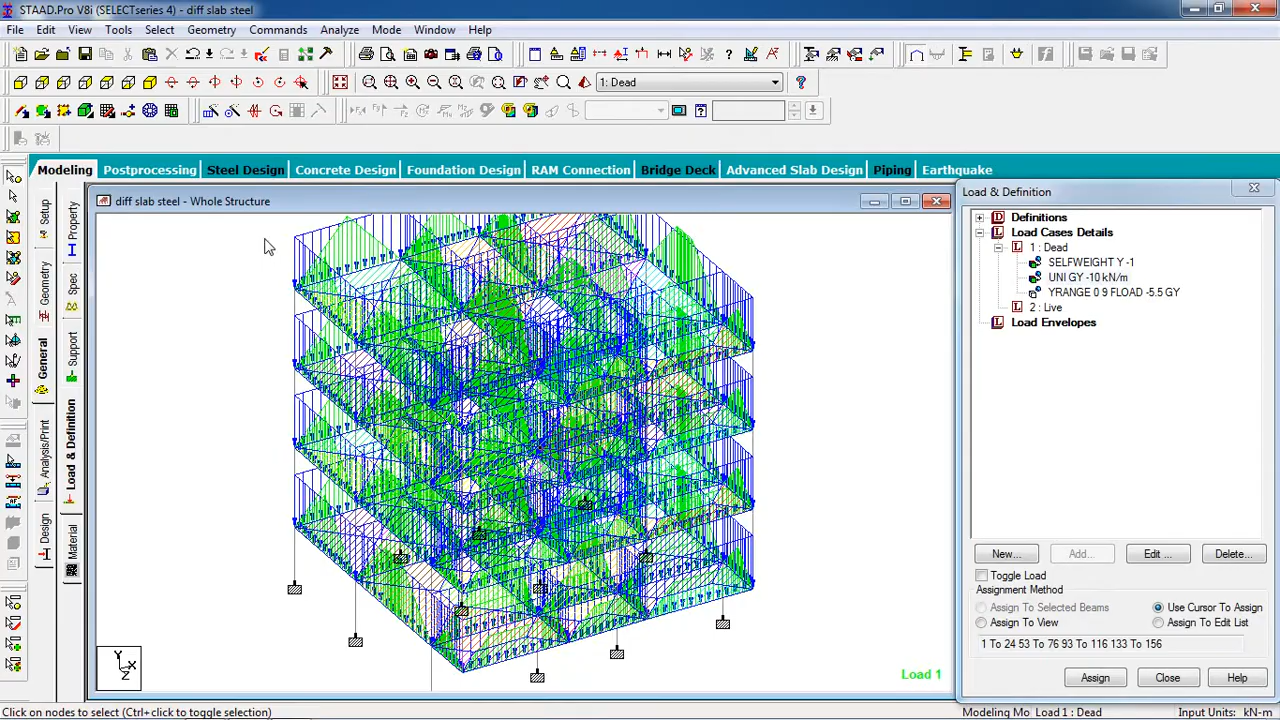 STAAD.Pro V8i (SELECTseries 4) - diff slab steel
File Edit View Tools Select Geometry Commands Analyze Mode Window Help
1: Dead
Modeling Postprocessing Steel Design Concrete Design Foundation Design RAM Connection Bridge Deck Advanced Slab Design Piping Earthquake
diff slab steel - Whole Structure
Load & Definition
Setup
Geometry
General
Analysis/Print
Design
Property
Spec
Support
Load & Definition
Material
Definitions
Load Cases Details
1 : Dead
SELFWEIGHT Y -1
UNI GY -10 kN/m
YRANGE 0 9 FLOAD -5.5 GY
2 : Live
Load Envelopes
New... Add... Edit ... Delete...
Toggle Load
Assignment Method
Assign To Selected Beams Use Cursor To Assign
Assign To View Assign To Edit List
1 To 24 53 To 76 93 To 116 133 To 156
Assign Close Help
Y
X
Z
Load 1
Click on nodes to select (Ctrl+click to toggle selection) Modeling Mo Load 1 : Dead Input Units: kN-m